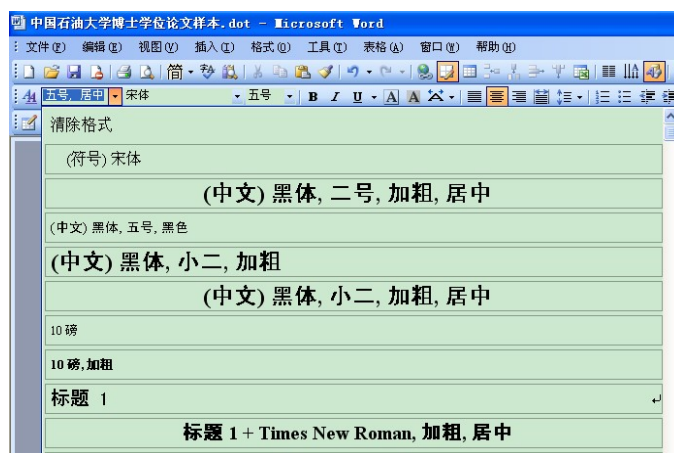 中国石油大学博士学位论文样本.dot - Microsoft Word
文件(F) 编辑(E) 视图(V) 插入(I) 格式(O) 工具(T) 表格(A) 窗口(W) 帮助(H)
简
五号, 居中 宋体 五号 B I U A A
清除格式
(符号) 宋体
(中文) 黑体, 二号, 加粗, 居中
(中文) 黑体, 五号, 黑色
(中文) 黑体, 小二, 加粗
(中文) 黑体, 小二, 加粗, 居中
10 磅
10 磅, 加粗
标题 1
标题 1 + Times New Roman, 加粗, 居中